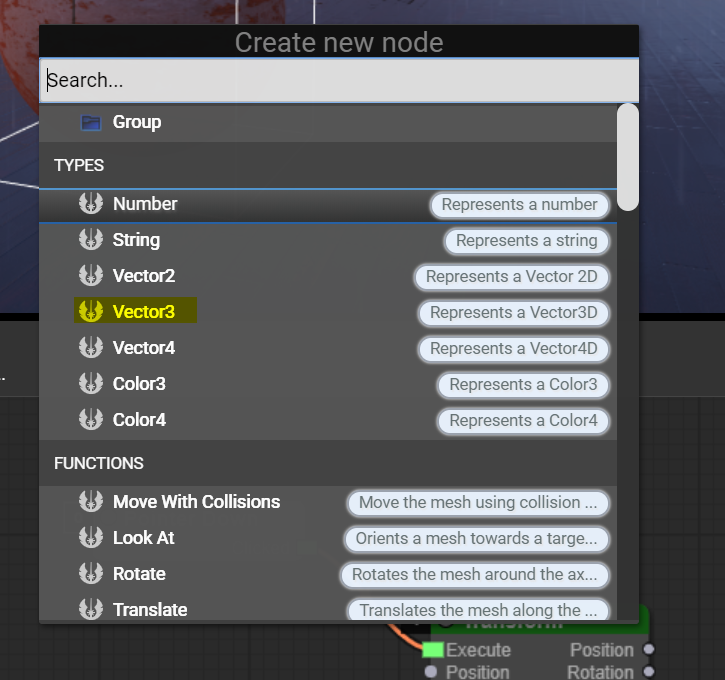 Create new node
Search...
Group
TYPES
Number Represents a number
String Represents a string
Vector2 Represents a Vector 2D
Vector3 Represents a Vector3D
Vector4 Represents a Vector4D
Color3 Represents a Color3
Color4 Represents a Color4
FUNCTIONS
Move With Collisions Move the mesh using collision ...
Look At Orients a mesh towards a targe...
Rotate Rotates the mesh around the ax...
Translate Translates the mesh along the ...
Execute Position
Position Rotation